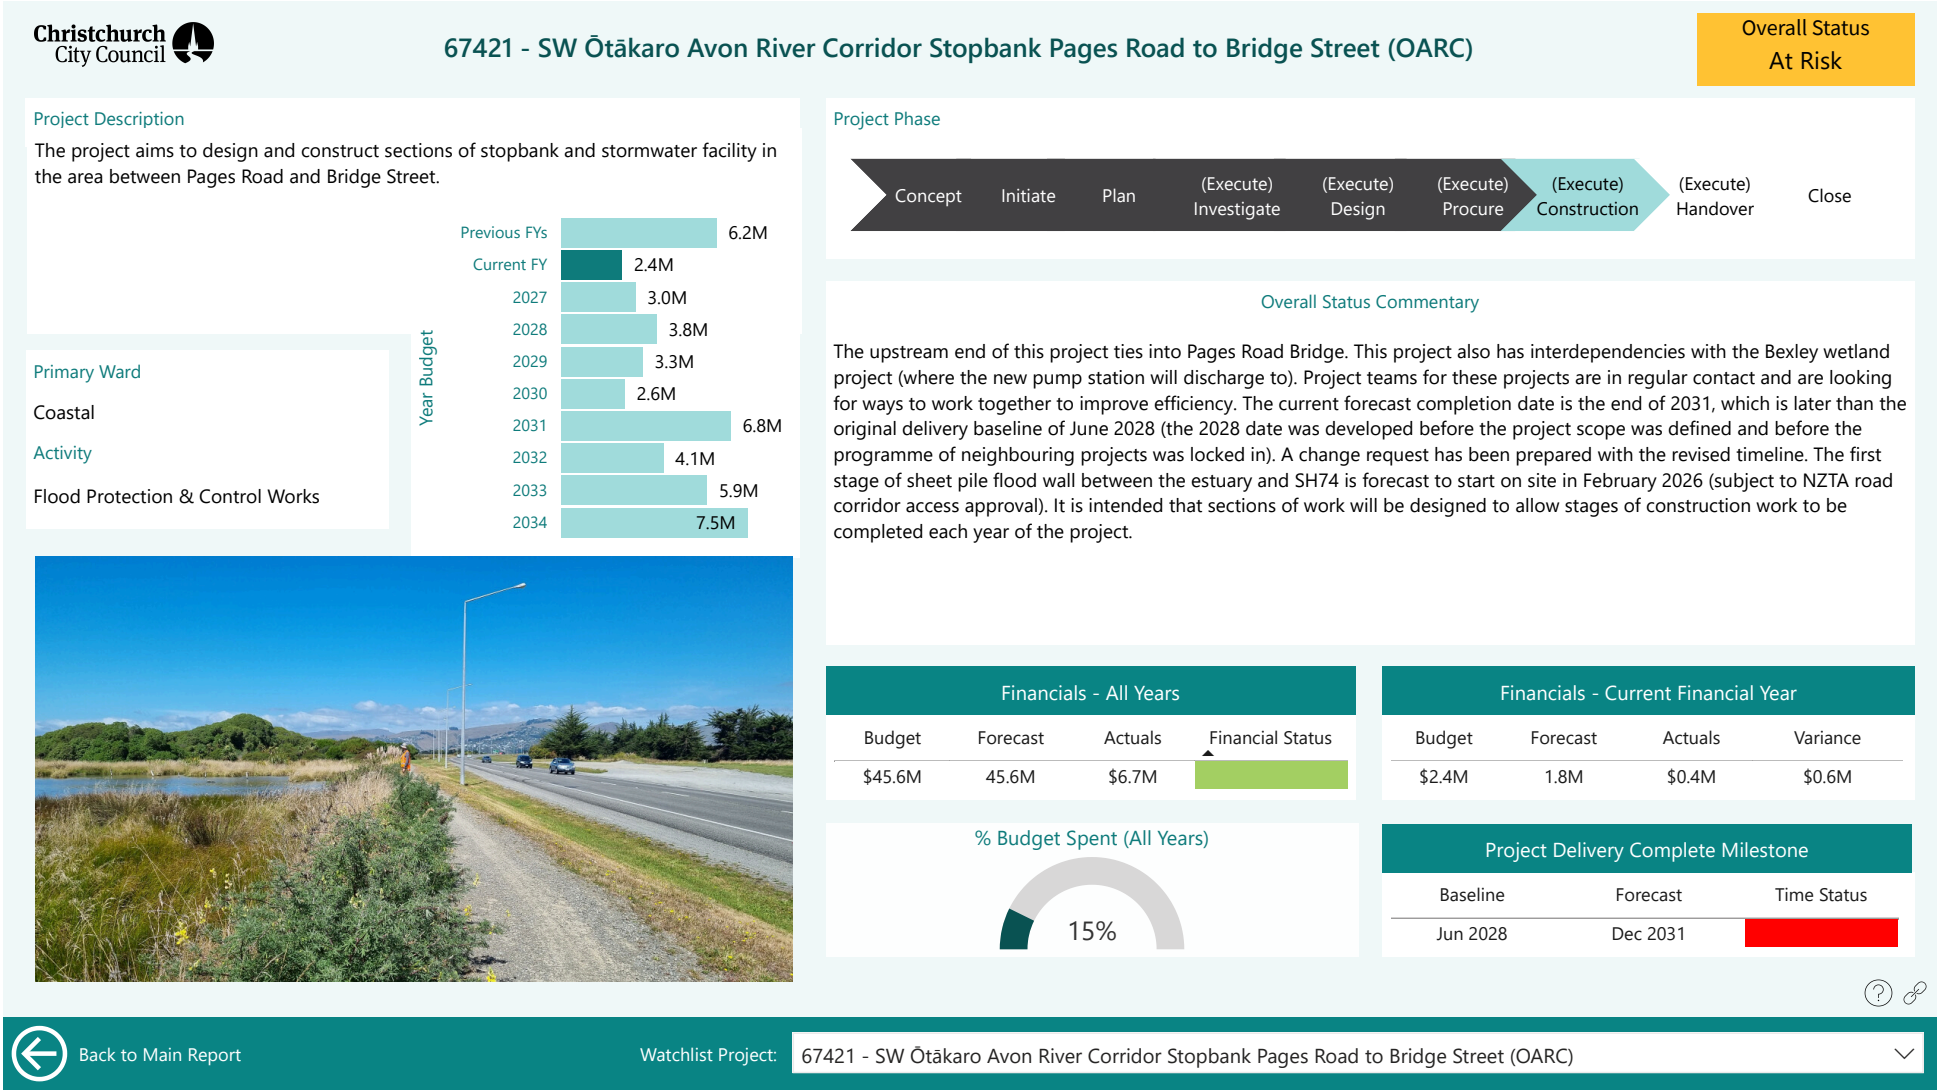 Christchurch
City Council
67421 - SW Ōtākaro Avon River Corridor Stopbank Pages Road to Bridge Street (OARC)
Overall Status
At Risk
Project Description
The project aims to design and construct sections of stopbank and stormwater facility in
the area between Pages Road and Bridge Street.
Year Budget
Previous FYs 6.2M
Current FY 2.4M
2027 3.0M
2028 3.8M
2029 3.3M
2030 2.6M
2031 6.8M
2032 4.1M
2033 5.9M
2034 7.5M
Primary Ward
Coastal
Activity
Flood Protection & Control Works
Project Phase
Concept
Initiate
Plan
(Execute)
Investigate
(Execute)
Design
(Execute)
Procure
(Execute)
Construction
(Execute)
Handover
Close
Overall Status Commentary
The upstream end of this project ties into Pages Road Bridge. This project also has interdependencies with the Bexley wetland
project (where the new pump station will discharge to). Project teams for these projects are in regular contact and are looking
for ways to work together to improve efficiency. The current forecast completion date is the end of 2031, which is later than the
original delivery baseline of June 2028 (the 2028 date was developed before the project scope was defined and before the
programme of neighbouring projects was locked in). A change request has been prepared with the revised timeline. The first
stage of sheet pile flood wall between the estuary and SH74 is forecast to start on site in February 2026 (subject to NZTA road
corridor access approval). It is intended that sections of work will be designed to allow stages of construction work to be
completed each year of the project.
Financials - All Years
Budget Forecast Actuals Financial Status
$45.6M 45.6M $6.7M
Financials - Current Financial Year
Budget Forecast Actuals Variance
$2.4M 1.8M $0.4M $0.6M
% Budget Spent (All Years)
15%
Project Delivery Complete Milestone
Baseline Forecast Time Status
Jun 2028 Dec 2031
?
Back to Main Report
Watchlist Project:
67421 - SW Ōtākaro Avon River Corridor Stopbank Pages Road to Bridge Street (OARC)